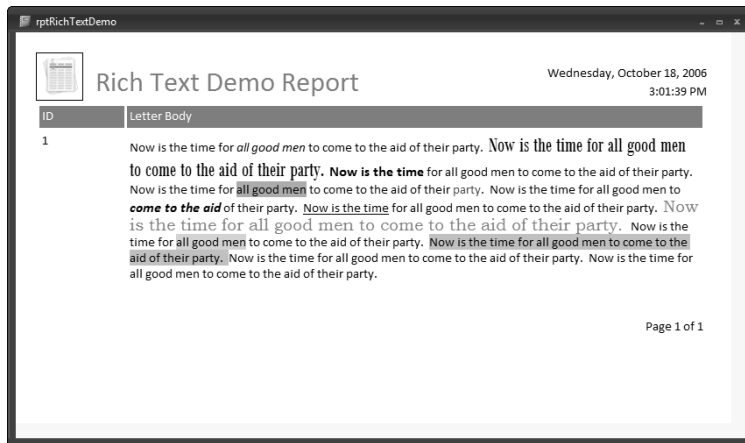 rptRichTextDemo
Rich Text Demo Report
Wednesday, October 18, 2006
3:01:39 PM
ID Letter Body
1 Now is the time for all good men to come to the aid of their party. Now is the time for all good men
to come to the aid of their party. Now is the time for all good men to come to the aid of their party.
Now is the time for all good men to come to the aid of their party. Now is the time for all good men to
come to the aid of their party. Now is the time for all good men to come to the aid of their party. Now
is the time for all good men to come to the aid of their party. Now is the
time for all good men to come to the aid of their party. Now is the time for all good men to come to the
aid of their party. Now is the time for all good men to come to the aid of their party. Now is the time for
all good men to come to the aid of their party.
Page 1 of 1